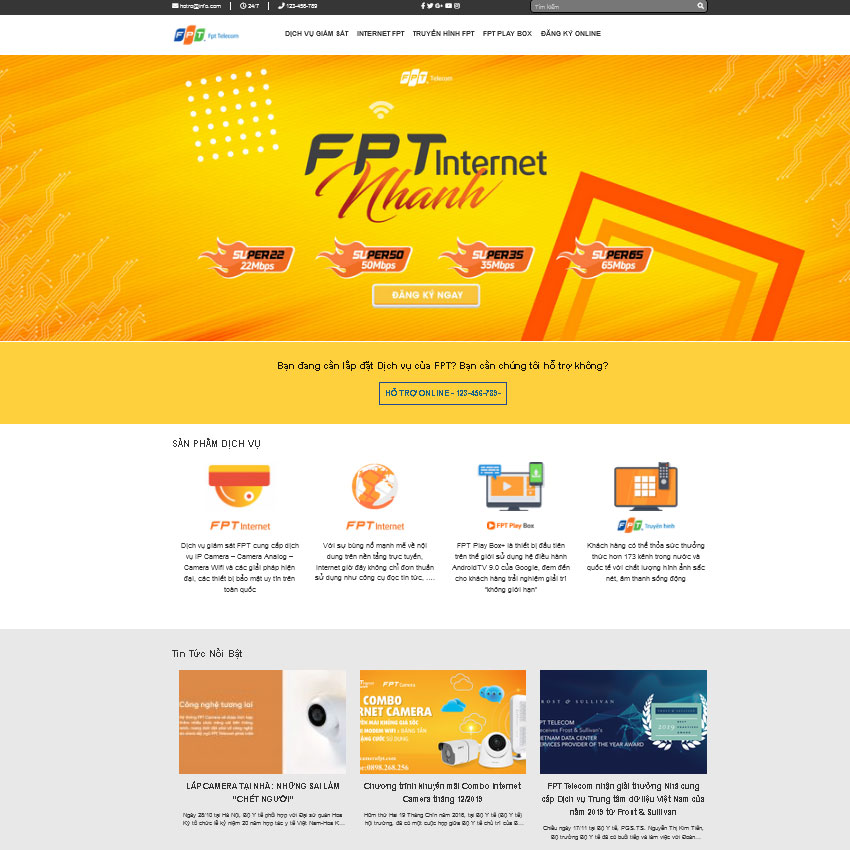 hotro@info.com | 24/7 | 123-456-789
Tìm kiếm
FPT Fpt Telecom
DỊCH VỤ GIÁM SÁT INTERNET FPT TRUYỀN HÌNH FPT FPT PLAY BOX ĐĂNG KÝ ONLINE
FPT Telecom
FPT Internet
Nhanh
SUPER22 SUPER50 SUPER35 SUPER65
22Mbps 50Mbps 35Mbps 65Mbps
ĐĂNG KÝ NGAY
Bạn đang cần lắp đặt Dịch vụ của FPT? Bạn cần chúng tôi hỗ trợ không?
HỖ TRỢ ONLINE - 123-456-789-
SẢN PHẨM DỊCH VỤ
FPT Internet
Dịch vụ giám sát FPT cung cấp dịch
vụ IP Camera – Camera Analog –
Camera Wifi và các giải pháp hiện
đại, các thiết bị bảo mật uy tín trên
toàn quốc
FPT Internet
Với sự bùng nổ mạnh mẽ về nội
dung trên nền tảng trực tuyến,
Internet giờ đây không chỉ đơn thuần
sử dụng như công cụ đọc tin tức, ....
FPT Play Box
FPT Play Box+ là thiết bị đầu tiên
trên thế giới sử dụng hệ điều hành
AndroidTV 9.0 của Google, đem đến
cho khách hàng trải nghiệm giải trí
"không giới hạn"
FPT Truyền hình
Khách hàng có thể thỏa sức thưởng
thức hơn 173 kênh trong nước và
quốc tế với chất lượng hình ảnh sắc
nét, âm thanh sống động
Tin Tức Nổi Bật
Công nghệ tương lai
LẮP CAMERA TẠI NHÀ: NHỮNG SAI LẦM
"CHẾT NGƯỜI"
Ngày 28/10 tại Hà Nội, Bộ Y tế phối hợp với Đại sứ quán Hoa
Kỳ tổ chức lễ kỷ niệm 20 năm hợp tác y tế Việt Nam-Hoa K...
FPT Camera
COMBO
RNET CAMERA
Chương trình khuyến mãi Combo Internet
Camera tháng 12/2019
Hôm thứ Hai 19 Tháng Chín năm 2016, tại Bộ Y tế (Bộ Y tế)
hội trường, đã có một cuộc họp giữa Bộ Y tế chủ trì của B...
ROST & SULLIVAN
PT TELECOM
eceives Frost & Sullivan's
IETNAM DATA CENTER
ERVICES PROVIDER OF THE YEAR AWARD
2019
FPT Telecom nhận giải thưởng Nhà cung
cấp Dịch vụ Trung tâm dữ liệu Việt Nam của
năm 2019 từ Frost & Sullivan
Chiều ngày 17/11 tại Bộ Y tế, PGS.TS. Nguyễn Thị Kim Tiến,
Bộ trưởng Bộ Y tế đã có buổi tiếp và làm việc với Đoàn...